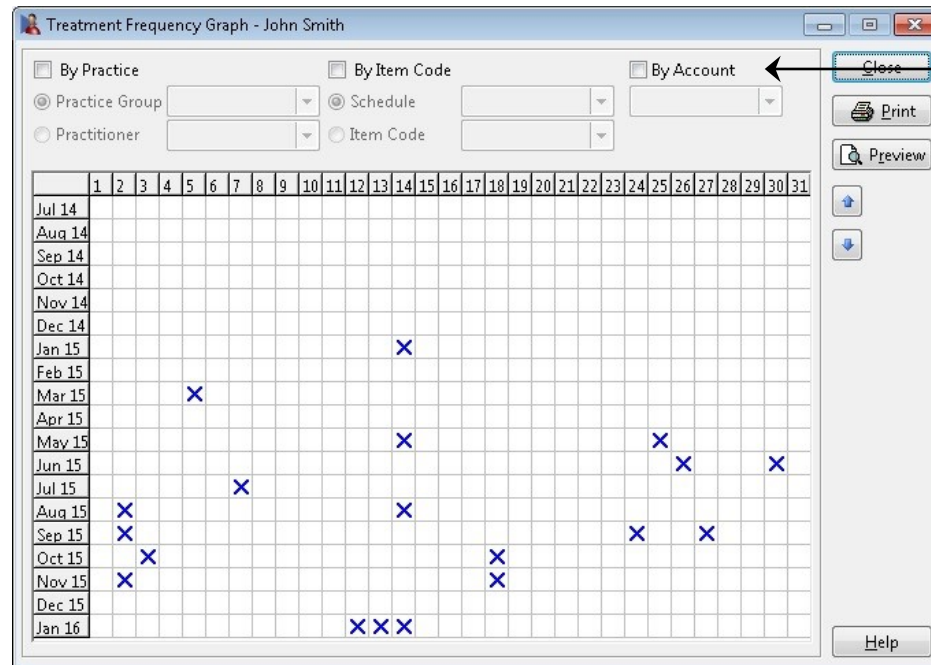 Treatment Frequency Graph - John Smith
By Practice By Item Code By Account Close
Practice Group Schedule
Print
Practitioner Item Code
Preview
1 2 3 4 5 6 7 8 9 10 11 12 13 14 15 16 17 18 19 20 21 22 23 24 25 26 27 28 29 30 31
Jul 14
Aug 14
Sep 14
Oct 14
Nov 14
Dec 14
Jan 15
Feb 15
Mar 15
Apr 15
May 15
Jun 15
Jul 15
Aug 15
Sep 15
Oct 15
Nov 15
Dec 15
Jan 16
Help